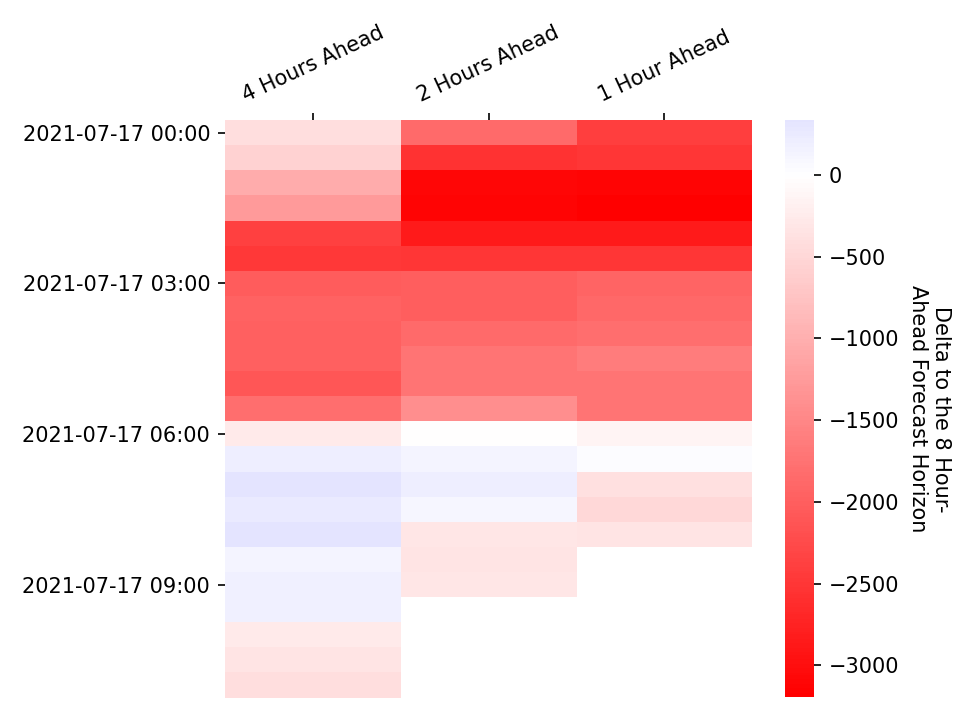 4 Hours Ahead
2 Hours Ahead
1 Hour Ahead
2021-07-17 00:00
2021-07-17 03:00
2021-07-17 06:00
2021-07-17 09:00
0
−500
−1000
−1500
−2000
−2500
−3000
Delta to the 8 Hour-
Ahead Forecast Horizon